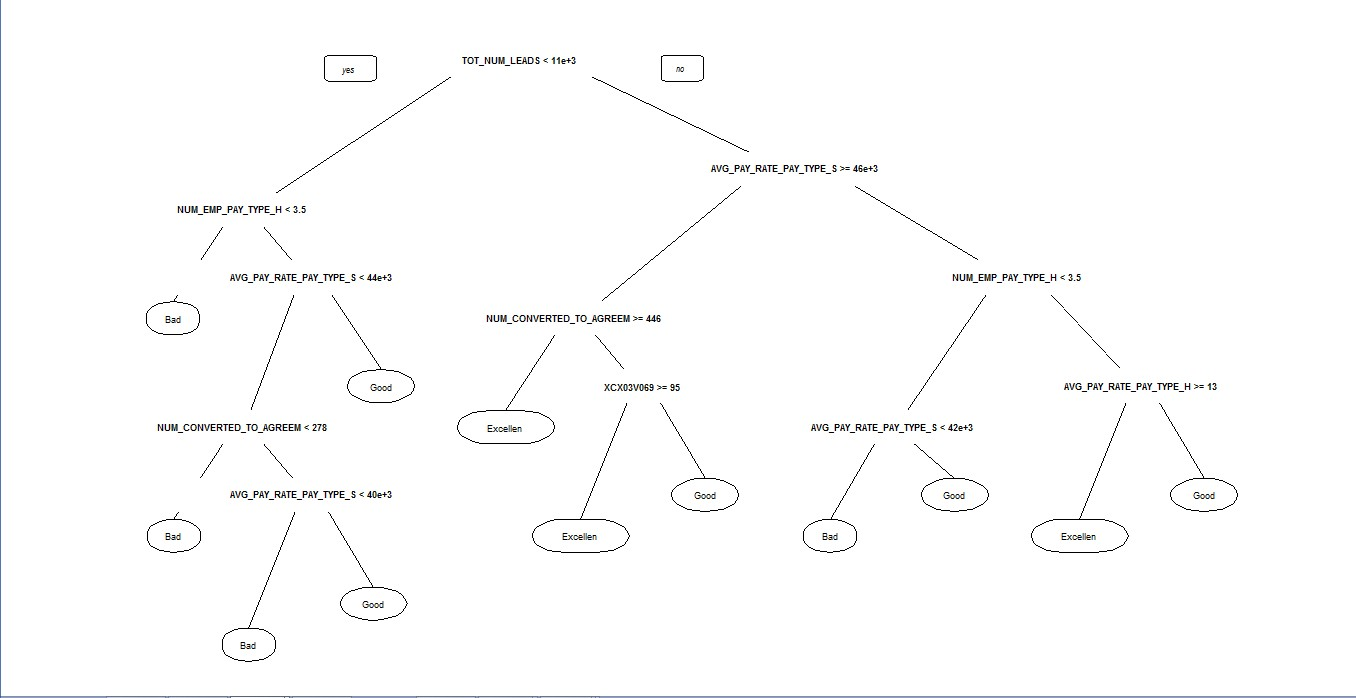 yes
TOT_NUM_LEADS < 11e+3
no
AVG_PAY_RATE_PAY_TYPE_S >= 46e+3
NUM_EMP_PAY_TYPE_H < 3.5
AVG_PAY_RATE_PAY_TYPE_S < 44e+3
NUM_EMP_PAY_TYPE_H < 3.5
Bad
NUM_CONVERTED_TO_AGREEM >= 446
Good
XCX03V069 >= 95
AVG_PAY_RATE_PAY_TYPE_H >= 13
NUM_CONVERTED_TO_AGREEM < 278
Excellen
AVG_PAY_RATE_PAY_TYPE_S < 42e+3
AVG_PAY_RATE_PAY_TYPE_S < 40e+3
Good
Good
Good
Bad
Excellen
Bad
Excellen
Good
Bad